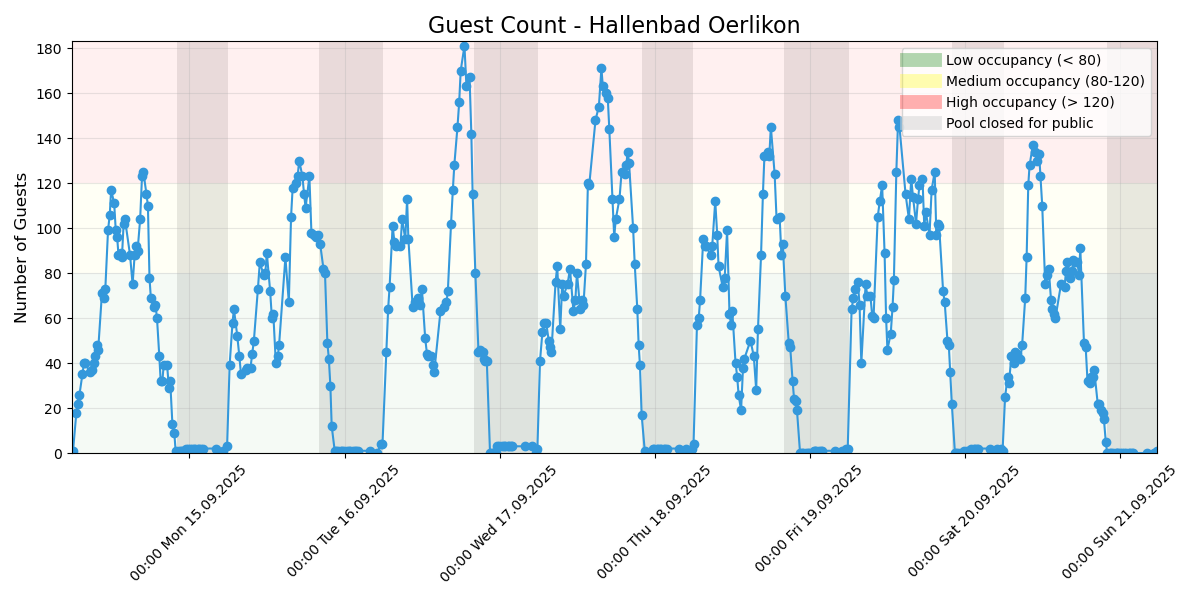 Guest Count - Hallenbad Oerlikon
Number of Guests
180
160
140
120
100
80
60
40
20
0
Low occupancy (< 80)
Medium occupancy (80-120)
High occupancy (> 120)
Pool closed for public
00:00 Mon 15.09.2025
00:00 Tue 16.09.2025
00:00 Wed 17.09.2025
00:00 Thu 18.09.2025
00:00 Fri 19.09.2025
00:00 Sat 20.09.2025
00:00 Sun 21.09.2025